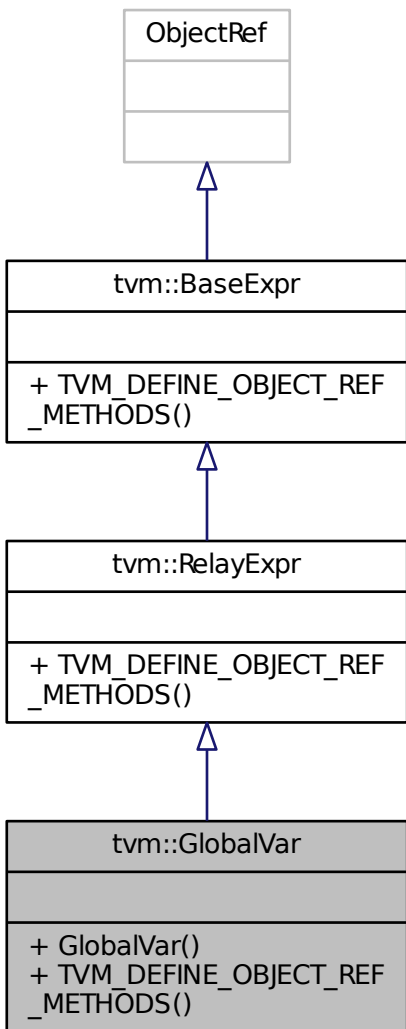 ObjectRef
tvm::BaseExpr
+ TVM_DEFINE_OBJECT_REF
_METHODS()
tvm::RelayExpr
+ TVM_DEFINE_OBJECT_REF
_METHODS()
tvm::GlobalVar
+ GlobalVar()
+ TVM_DEFINE_OBJECT_REF
_METHODS()